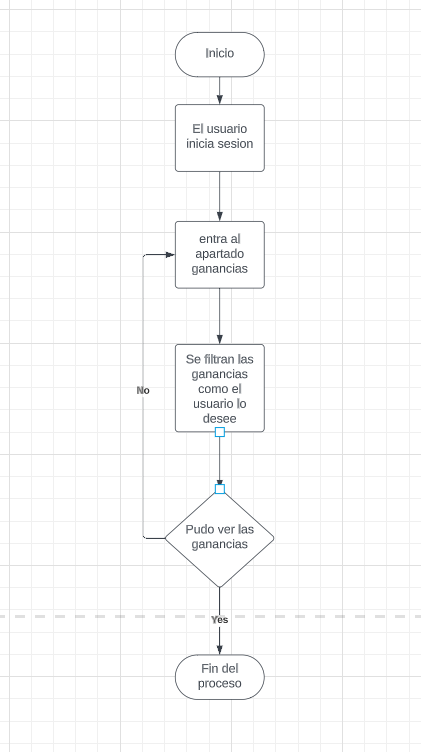 Inicio
El usuario
inicia sesion
entra al
apartado
ganancias
Se filtran las
ganancias
como el
usuario lo
desee
No
Pudo ver las
ganancias
Yes
Fin del
proceso